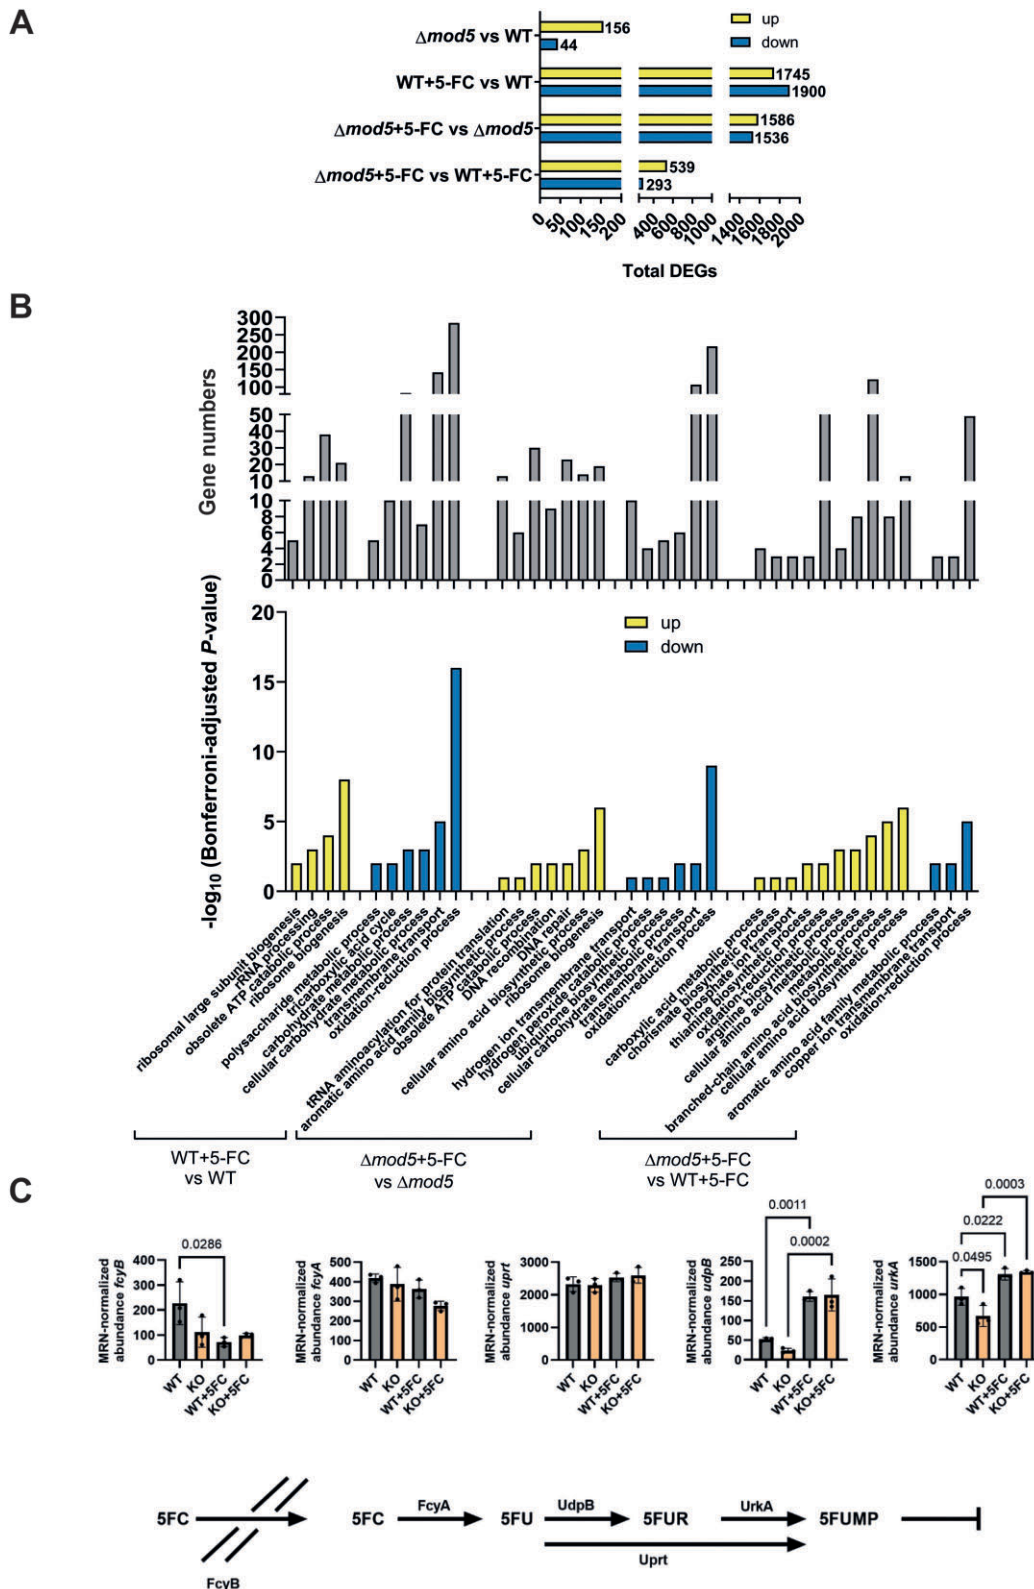 A
up
down
Δmod5 vs WT
156
44
WT+5-FC vs WT
1745
1900
Δmod5+5-FC vs Δmod5
1586
1536
Δmod5+5-FC vs WT+5-FC
539
293
0 50 100 150 200 400 600 800 1000 1400 1600 1800 2000
Total DEGs
B
Gene numbers
300
250
200
150
100
50
40
30
20
10
10
8
6
4
2
0
-log10 (Bonferroni-adjusted P-value)
20
15
10
5
0
up
down
ribosomal large subunit biogenesis
rRNA processing
obsolete ATP catabolic process
ribosome biogenesis
polysaccharide metabolic process
tricarboxylic acid cycle
carbohydrate metabolic process
cellular carbohydrate metabolic process
transmembrane transport
oxidation-reduction process
tRNA aminoacylation for protein translation
aromatic amino acid family biosynthetic process
obsolete ATP catabolic process
DNA recombination
DNA repair
cellular amino acid biosynthetic process
ribosome biogenesis
hydrogen ion transmembrane transport
hydrogen peroxide catabolic process
ubiquinone biosynthetic process
cellular carbohydrate metabolic process
transmembrane transport
oxidation-reduction process
carboxylic acid metabolic process
chorismate biosynthetic process
phosphate ion transport
thiamine biosynthetic process
oxidation-reduction process
arginine biosynthetic process
cellular amino acid metabolic process
branched-chain amino acid biosynthetic process
cellular amino acid biosynthetic process
aromatic amino acid family metabolic process
copper ion transmembrane transport
oxidation-reduction process
WT+5-FC
vs WT
Δmod5+5-FC
vs Δmod5
Δmod5+5-FC
vs WT+5-FC
C
MRN-normalized
abundance fcyB
400
300
200
100
0
0.0286
WT
KO
WT+5FC
KO+5FC
MRN-normalized
abundance fcyA
500
400
300
200
100
0
WT
KO
WT+5FC
KO+5FC
MRN-normalized
abundance uprt
3000
2000
1000
0
WT
KO
WT+5FC
KO+5FC
MRN-normalized
abundance udpB
250
200
150
100
50
0
0.0011
0.0002
WT
KO
WT+5FC
KO+5FC
MRN-normalized
abundance urkA
1500
1000
500
0
0.0003
0.0222
0.0495
WT
KO
WT+5FC
KO+5FC
5FC
FcyB
5FC
FcyA
5FU
UdpB
5FUR
UrkA
5FUMP
Uprt